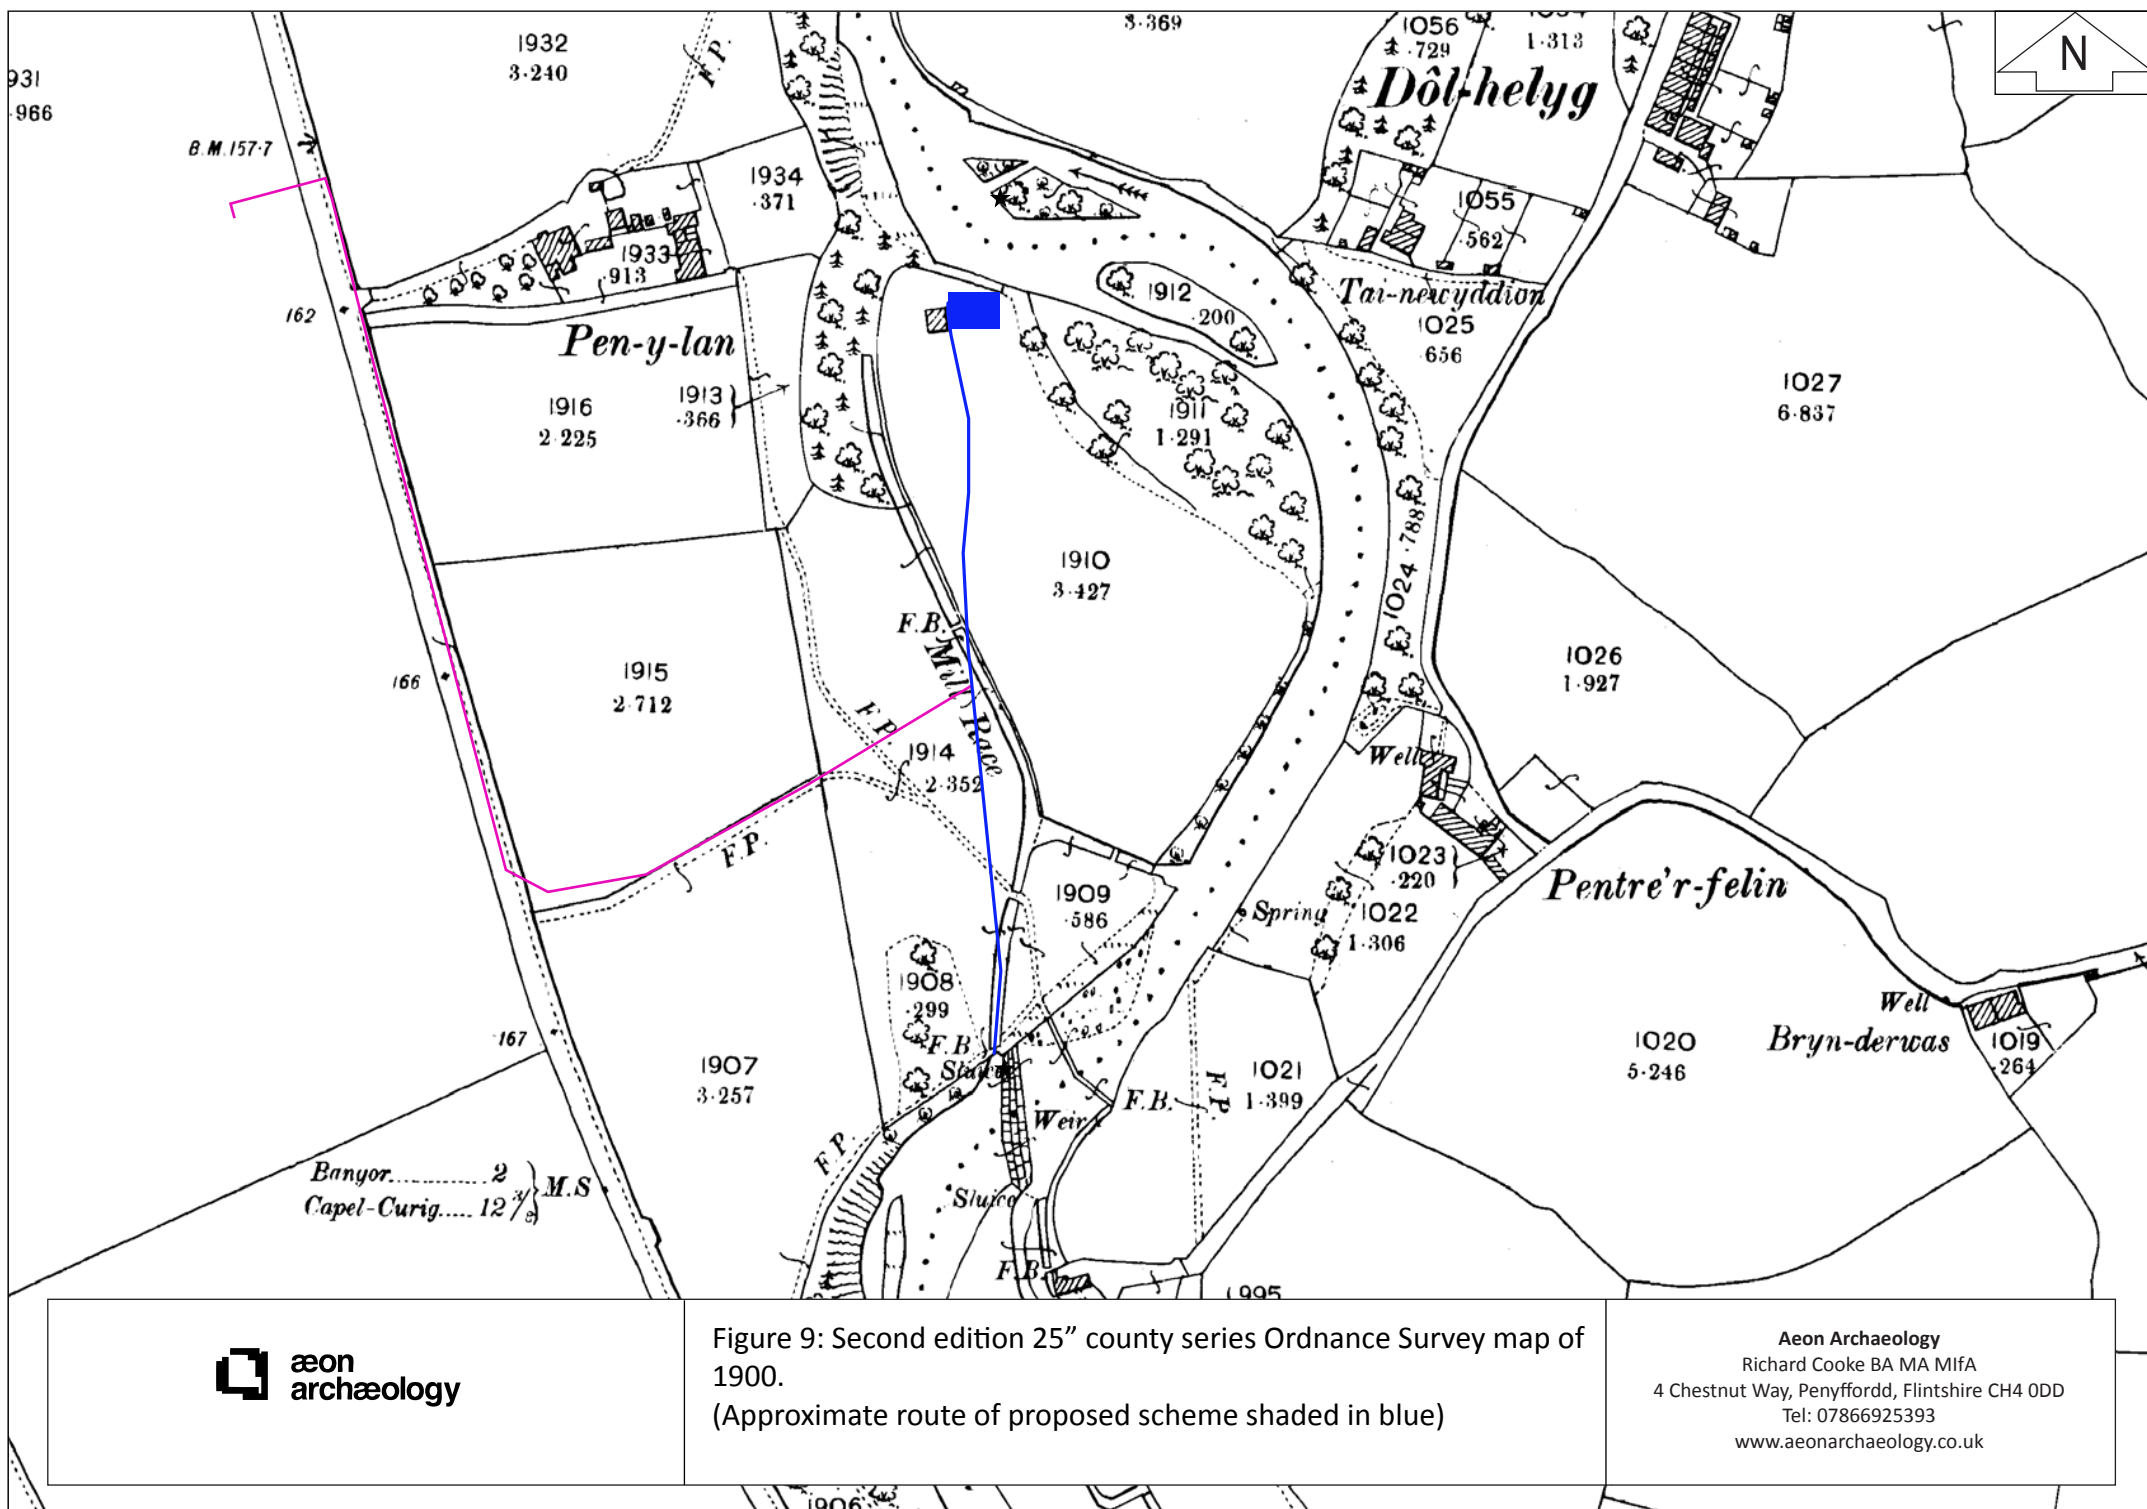 3·369
1056
·729
1·313
N
1932
3·240
F.P.
931
·966
Dôl-helyg
B.M.157·7
1934
·371
1055
·562
1933
·913
162
Pen-y-lan
1912
·200
Tai-newyddion
1025
·656
1027
6·837
1916
2·225
1913
·366
1911
1·291
1910
3·427
1024 ·788
F.B.
Mill Race
1915
2·712
1026
1·927
166
F.P.
1914
2·352
Well
F.P.
1023
·220
Pentre'r-felin
1909
·586
Spring
1022
1·306
1908
·299
Well
Bryn-derwas
1019
·264
1020
5·246
167
F.B.
Sluice
1907
3·257
1021
1·399
F.P.
F.B.
Weir
F.P.
Bangor.......... 2
Capel-Curig..... 12
M.S
Sluice
F.B.
1995
æon
archæology
Figure 9: Second edition 25” county series Ordnance Survey map of
1900.
(Approximate route of proposed scheme shaded in blue)
Aeon Archaeology
Richard Cooke BA MA MIfA
4 Chestnut Way, Penyffordd, Flintshire CH4 0DD
Tel: 07866925393
www.aeonarchaeology.co.uk
1906